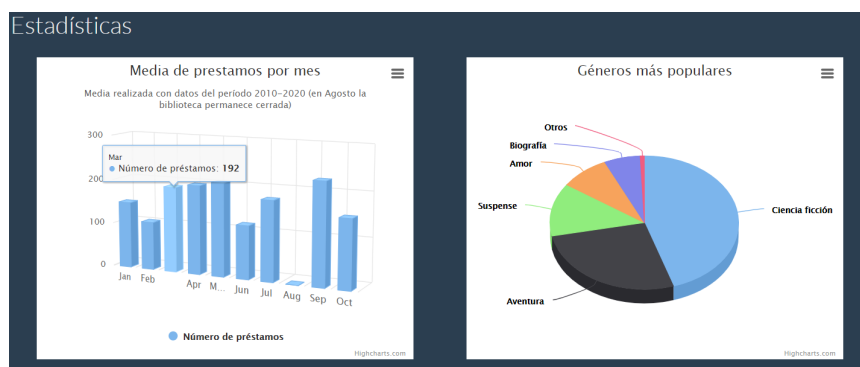 Estadísticas
Media de prestamos por mes
Media realizada con datos del período 2010-2020 (en Agosto la
biblioteca permanece cerrada)
300
Mar
Número de préstamos: 192
200
100
0
Jan
Feb
Apr
M...
Jun
Jul
Aug
Sep
Oct
Número de préstamos
Highcharts.com
Géneros más populares
Otros
Biografía
Amor
Suspense
Ciencia ficción
Aventura
Highcharts.com